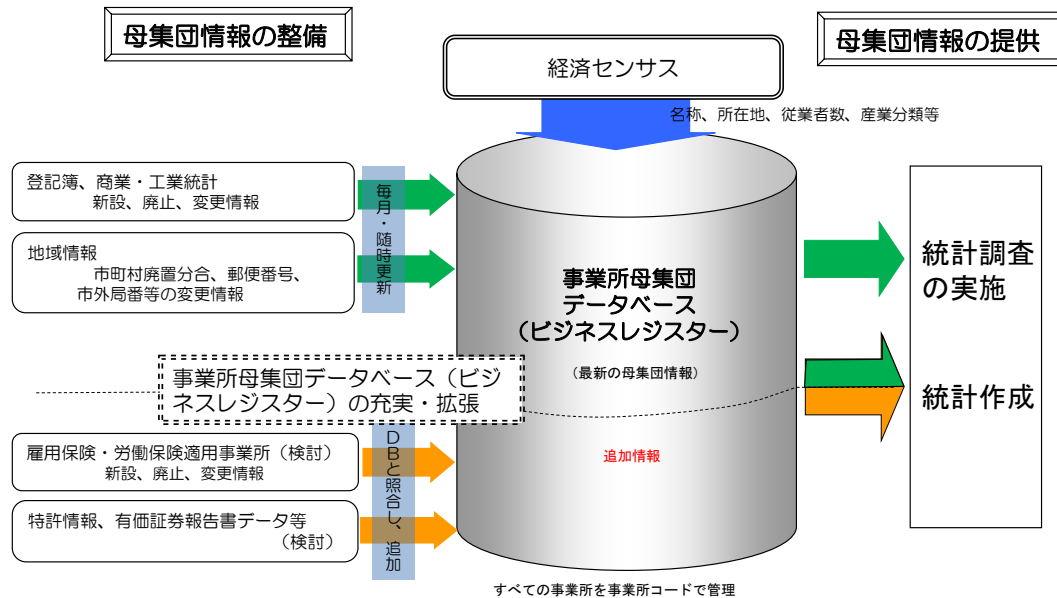 母集団情報の整備
経済センサス
母集団情報の提供
名称、所在地、従業者数、産業分類等
登記簿、商業・工業統計
新設、廃止、変更情報
地域情報
市町村廃置分合、郵便番号、
市外局番等の変更情報
毎月・随時更新
事業所母集団
データベース
（ビジネスレジスター）
（最新の母集団情報）
統計調査
の実施
統計作成
事業所母集団データベース（ビジ
ネスレジスター）の充実・拡張
雇用保険・労働保険適用事業所（検討）
新設、廃止、変更情報
特許情報、有価証券報告書データ等
（検討）
DBと照合し、追加
追加情報
すべての事業所を事業所コードで管理